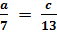 a/7 = c/13